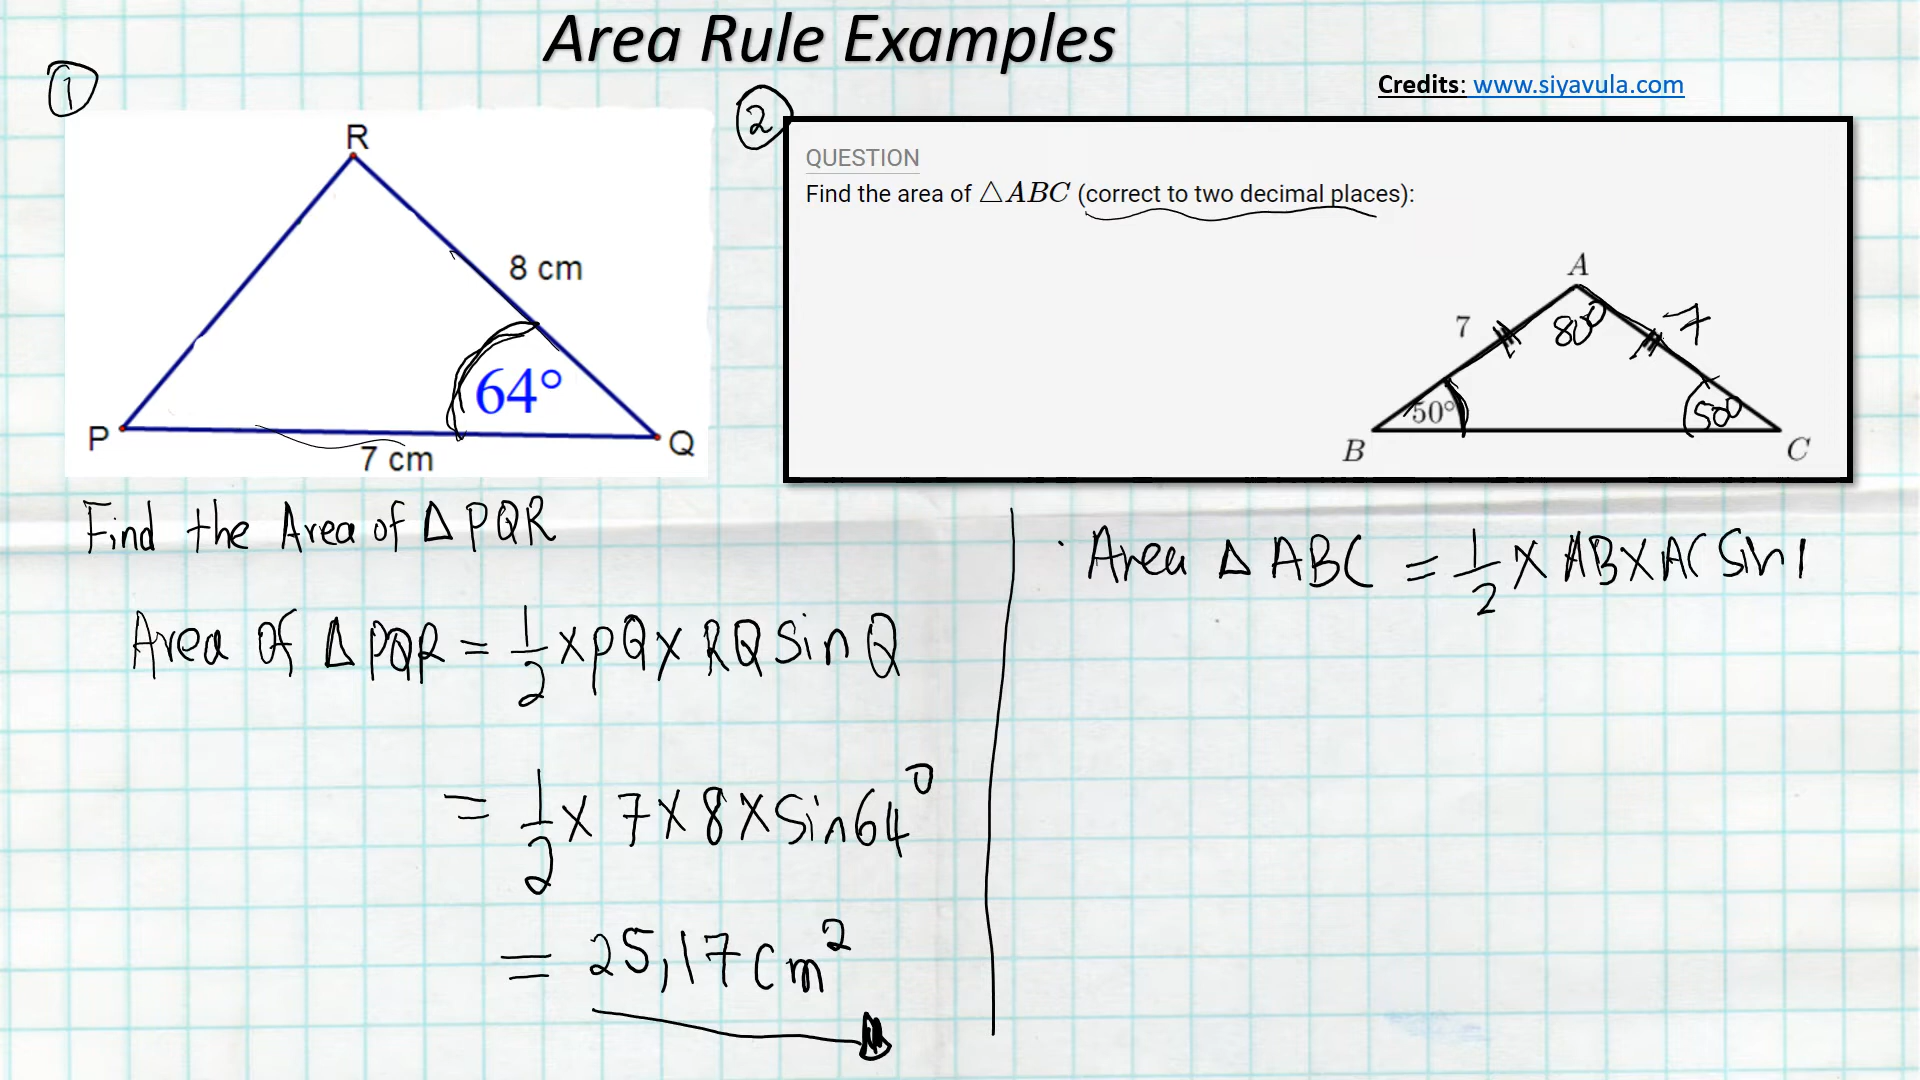 Area Rule Examples
Credits: www.siyavula.com
1
R
8 cm
64°
P
7 cm
Q
Find the Area of △PQR
Area Of △PQR = 1/2 × PQ × RQ Sin Q
= 1/2 × 7 × 8 × Sin 64°
= 25,17 cm²
2
QUESTION
Find the area of △ABC (correct to two decimal places):
A
7
80°
7
50°
50°
B
C
Area △ ABC = 1/2 × AB × AC Sin